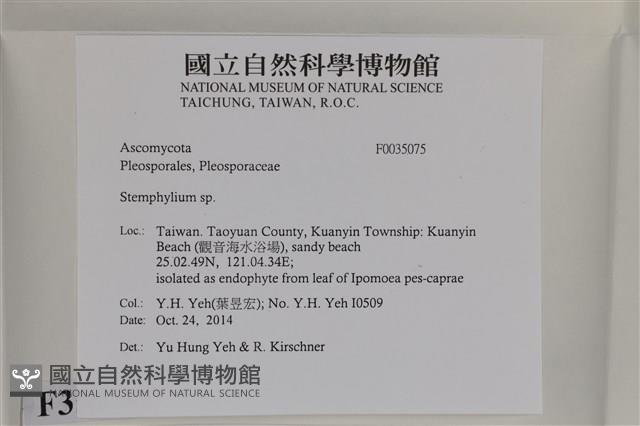 國立自然科學博物館
NATIONAL MUSEUM OF NATURAL SCIENCE
TAICHUNG, TAIWAN, R.O.C.
Ascomycota F0035075
Pleosporales, Pleosporaceae
Stemphylium sp.
Loc.: Taiwan. Taoyuan County, Kuanyin Township: Kuanyin
Beach (觀音海水浴場), sandy beach
25.02.49N, 121.04.34E;
isolated as endophyte from leaf of Ipomoea pes-caprae
Col.: Y.H. Yeh(葉昱宏); No. Y.H. Yeh I0509
Date: Oct. 24, 2014
Det.: Yu Hung Yeh & R. Kirschner
國立自然科學博物館
NATIONAL MUSEUM OF NATURAL SCIENCE
F3